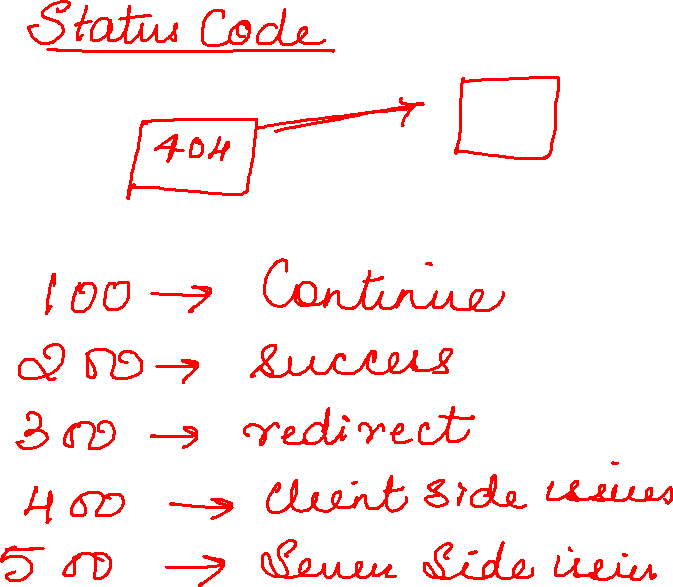 Status Code
404
100 → Continue
200 → Success
300 → redirect
400 → Client side issues
500 → Server side issues